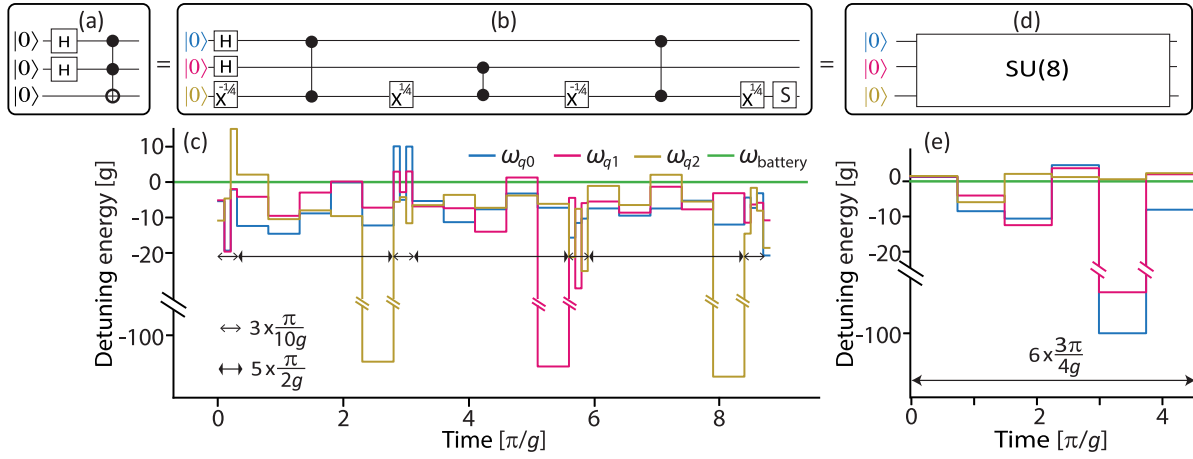 (a)
|0⟩ H
|0⟩ H
|0⟩
=
(b)
|0⟩ H
|0⟩ H
|0⟩ X^-1/4 X^1/4 X^-1/4 X^1/4 S
=
(d)
|0⟩
|0⟩ SU(8)
|0⟩
(c)
ω_q0 ω_q1 ω_q2 ω_battery
Detuning energy [g]
10
0
-10
-20
-100
3 x π/10g
5 x π/2g
0 2 4 6 8
Time [π/g]
(e)
Detuning energy [g]
10
0
-10
-20
-100
6 x 3π/4g
0 2 4
Time [π/g]